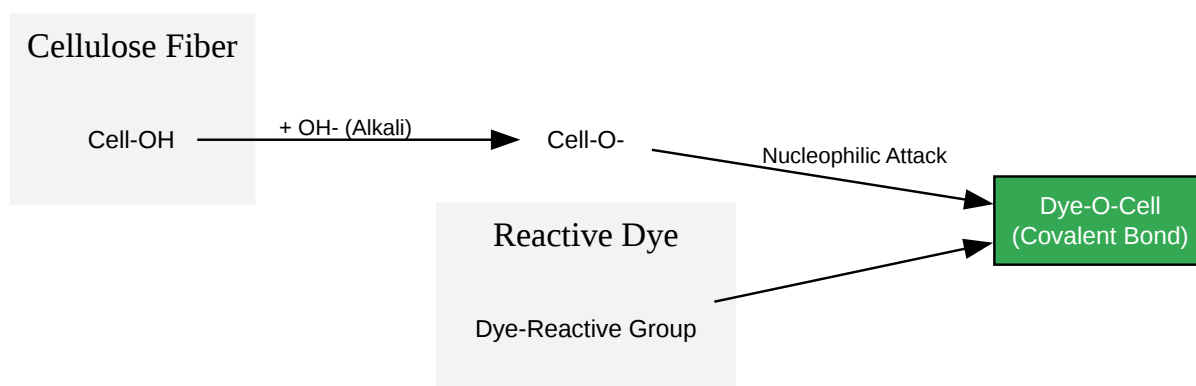 Cellulose Fiber
Cell-OH
+ OH- (Alkali)
Cell-O-
Nucleophilic Attack
Reactive Dye
Dye-Reactive Group
Dye-O-Cell
(Covalent Bond)